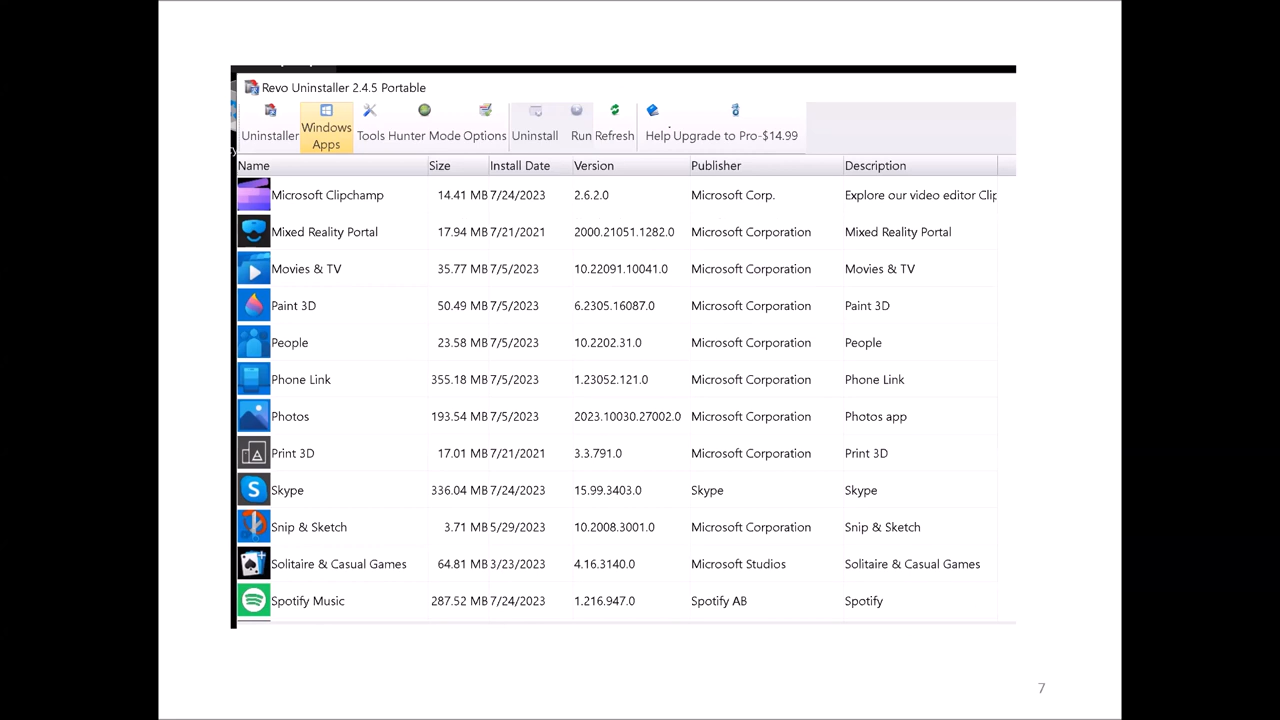 Revo Uninstaller 2.4.5 Portable
Uninstaller Windows Apps Tools Hunter Mode Options Uninstall Run Refresh Help Upgrade to Pro-$14.99
Name Size Install Date Version Publisher Description
Microsoft Clipchamp 14.41 MB 7/24/2023 2.6.2.0 Microsoft Corp. Explore our video editor Clip
Mixed Reality Portal 17.94 MB 7/21/2021 2000.21051.1282.0 Microsoft Corporation Mixed Reality Portal
Movies & TV 35.77 MB 7/5/2023 10.22091.10041.0 Microsoft Corporation Movies & TV
Paint 3D 50.49 MB 7/5/2023 6.2305.16087.0 Microsoft Corporation Paint 3D
People 23.58 MB 7/5/2023 10.2202.31.0 Microsoft Corporation People
Phone Link 355.18 MB 7/5/2023 1.23052.121.0 Microsoft Corporation Phone Link
Photos 193.54 MB 7/5/2023 2023.10030.27002.0 Microsoft Corporation Photos app
Print 3D 17.01 MB 7/21/2021 3.3.791.0 Microsoft Corporation Print 3D
Skype 336.04 MB 7/24/2023 15.99.3403.0 Skype Skype
Snip & Sketch 3.71 MB 5/29/2023 10.2008.3001.0 Microsoft Corporation Snip & Sketch
Solitaire & Casual Games 64.81 MB 3/23/2023 4.16.3140.0 Microsoft Studios Solitaire & Casual Games
Spotify Music 287.52 MB 7/24/2023 1.216.947.0 Spotify AB Spotify
7